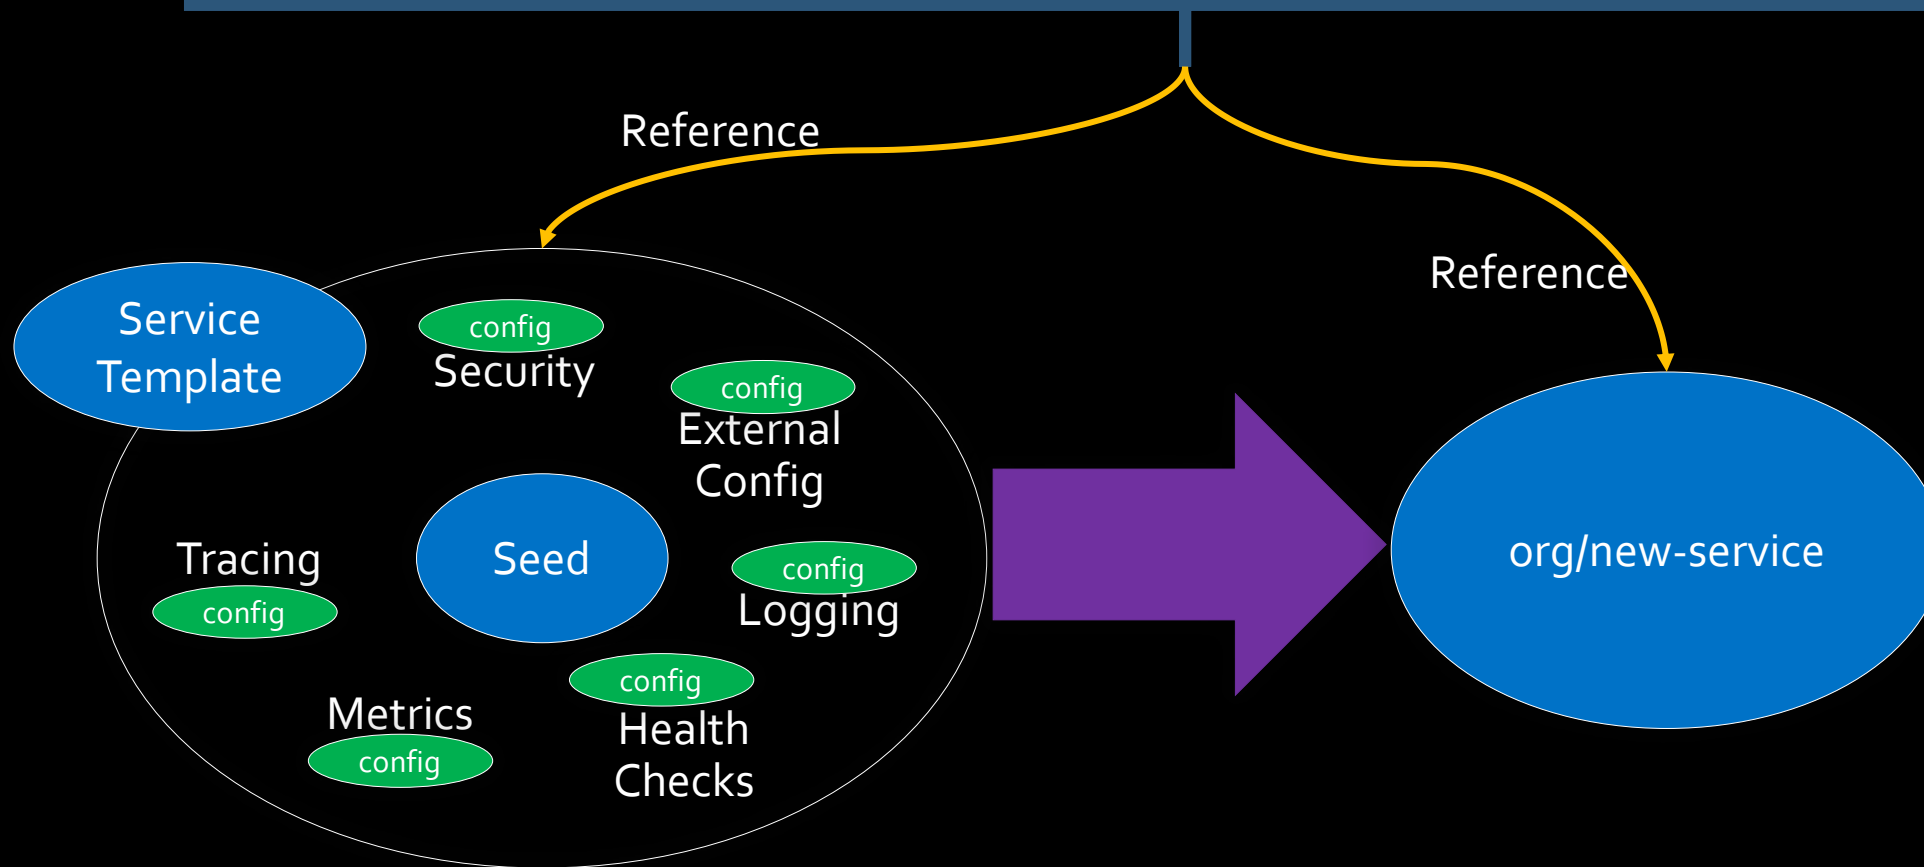 Reference
Reference
Service
Template
config
Security
config
External
Config
Tracing
config
Seed
config
Logging
org/new-service
config
Health
Checks
Metrics
config